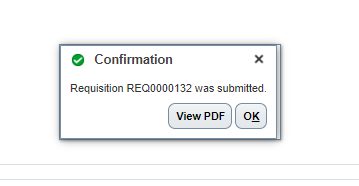 Confirmation
Requisition REQ0000132 was submitted.
View PDF OK